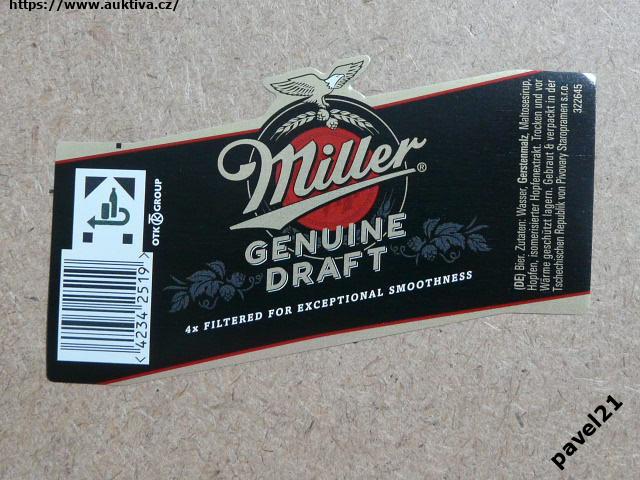 https://www.auktiva.cz/
Miller®
GENUINE
DRAFT
4x FILTERED FOR EXCEPTIONAL SMOOTHNESS
OTK GROUP
<42342519>
(DE) Bier. Zutaten: Wasser, Gerstenmalz, Maltosesirup,
Hopfen, isomerisierter Hopfenextrakt. Trocken und vor
Wärme geschützt lagern. Gebraut & verpackt in der
Tschechischen Republik von Pivovary Staropramen s.r.o.
322645
pavel21